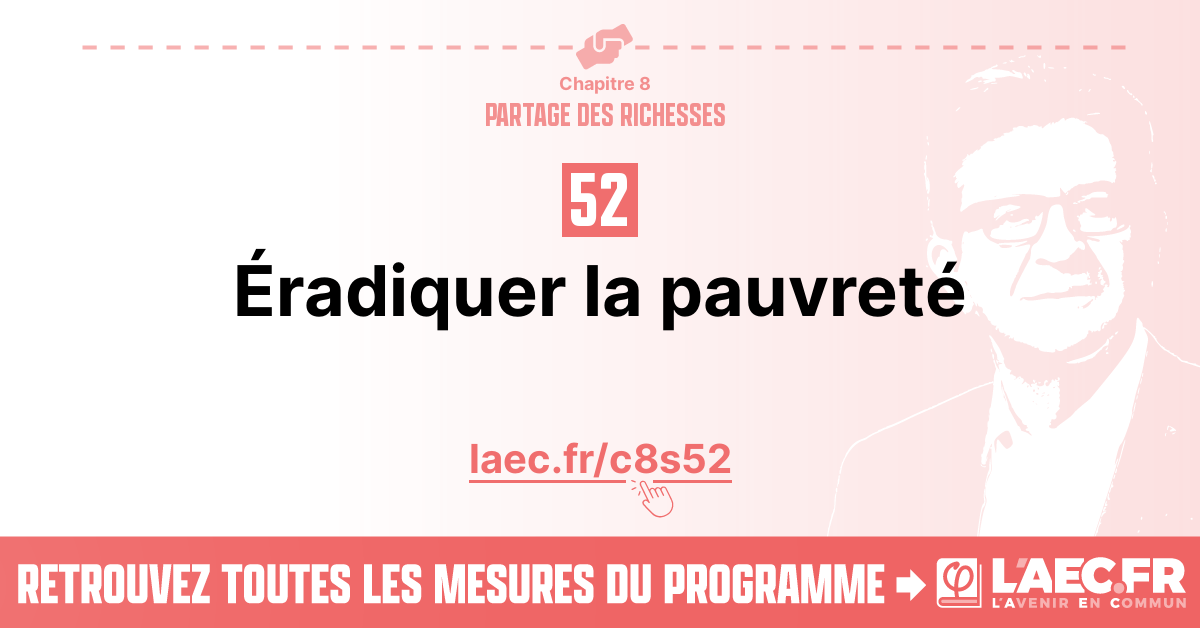 Chapitre 8
PARTAGE DES RICHESSES
52
Éradiquer la pauvreté
laec.fr/c8s52
RETROUVEZ TOUTES LES MESURES DU PROGRAMME
φ
L'AEC.FR
L'AVENIR EN COMMUN